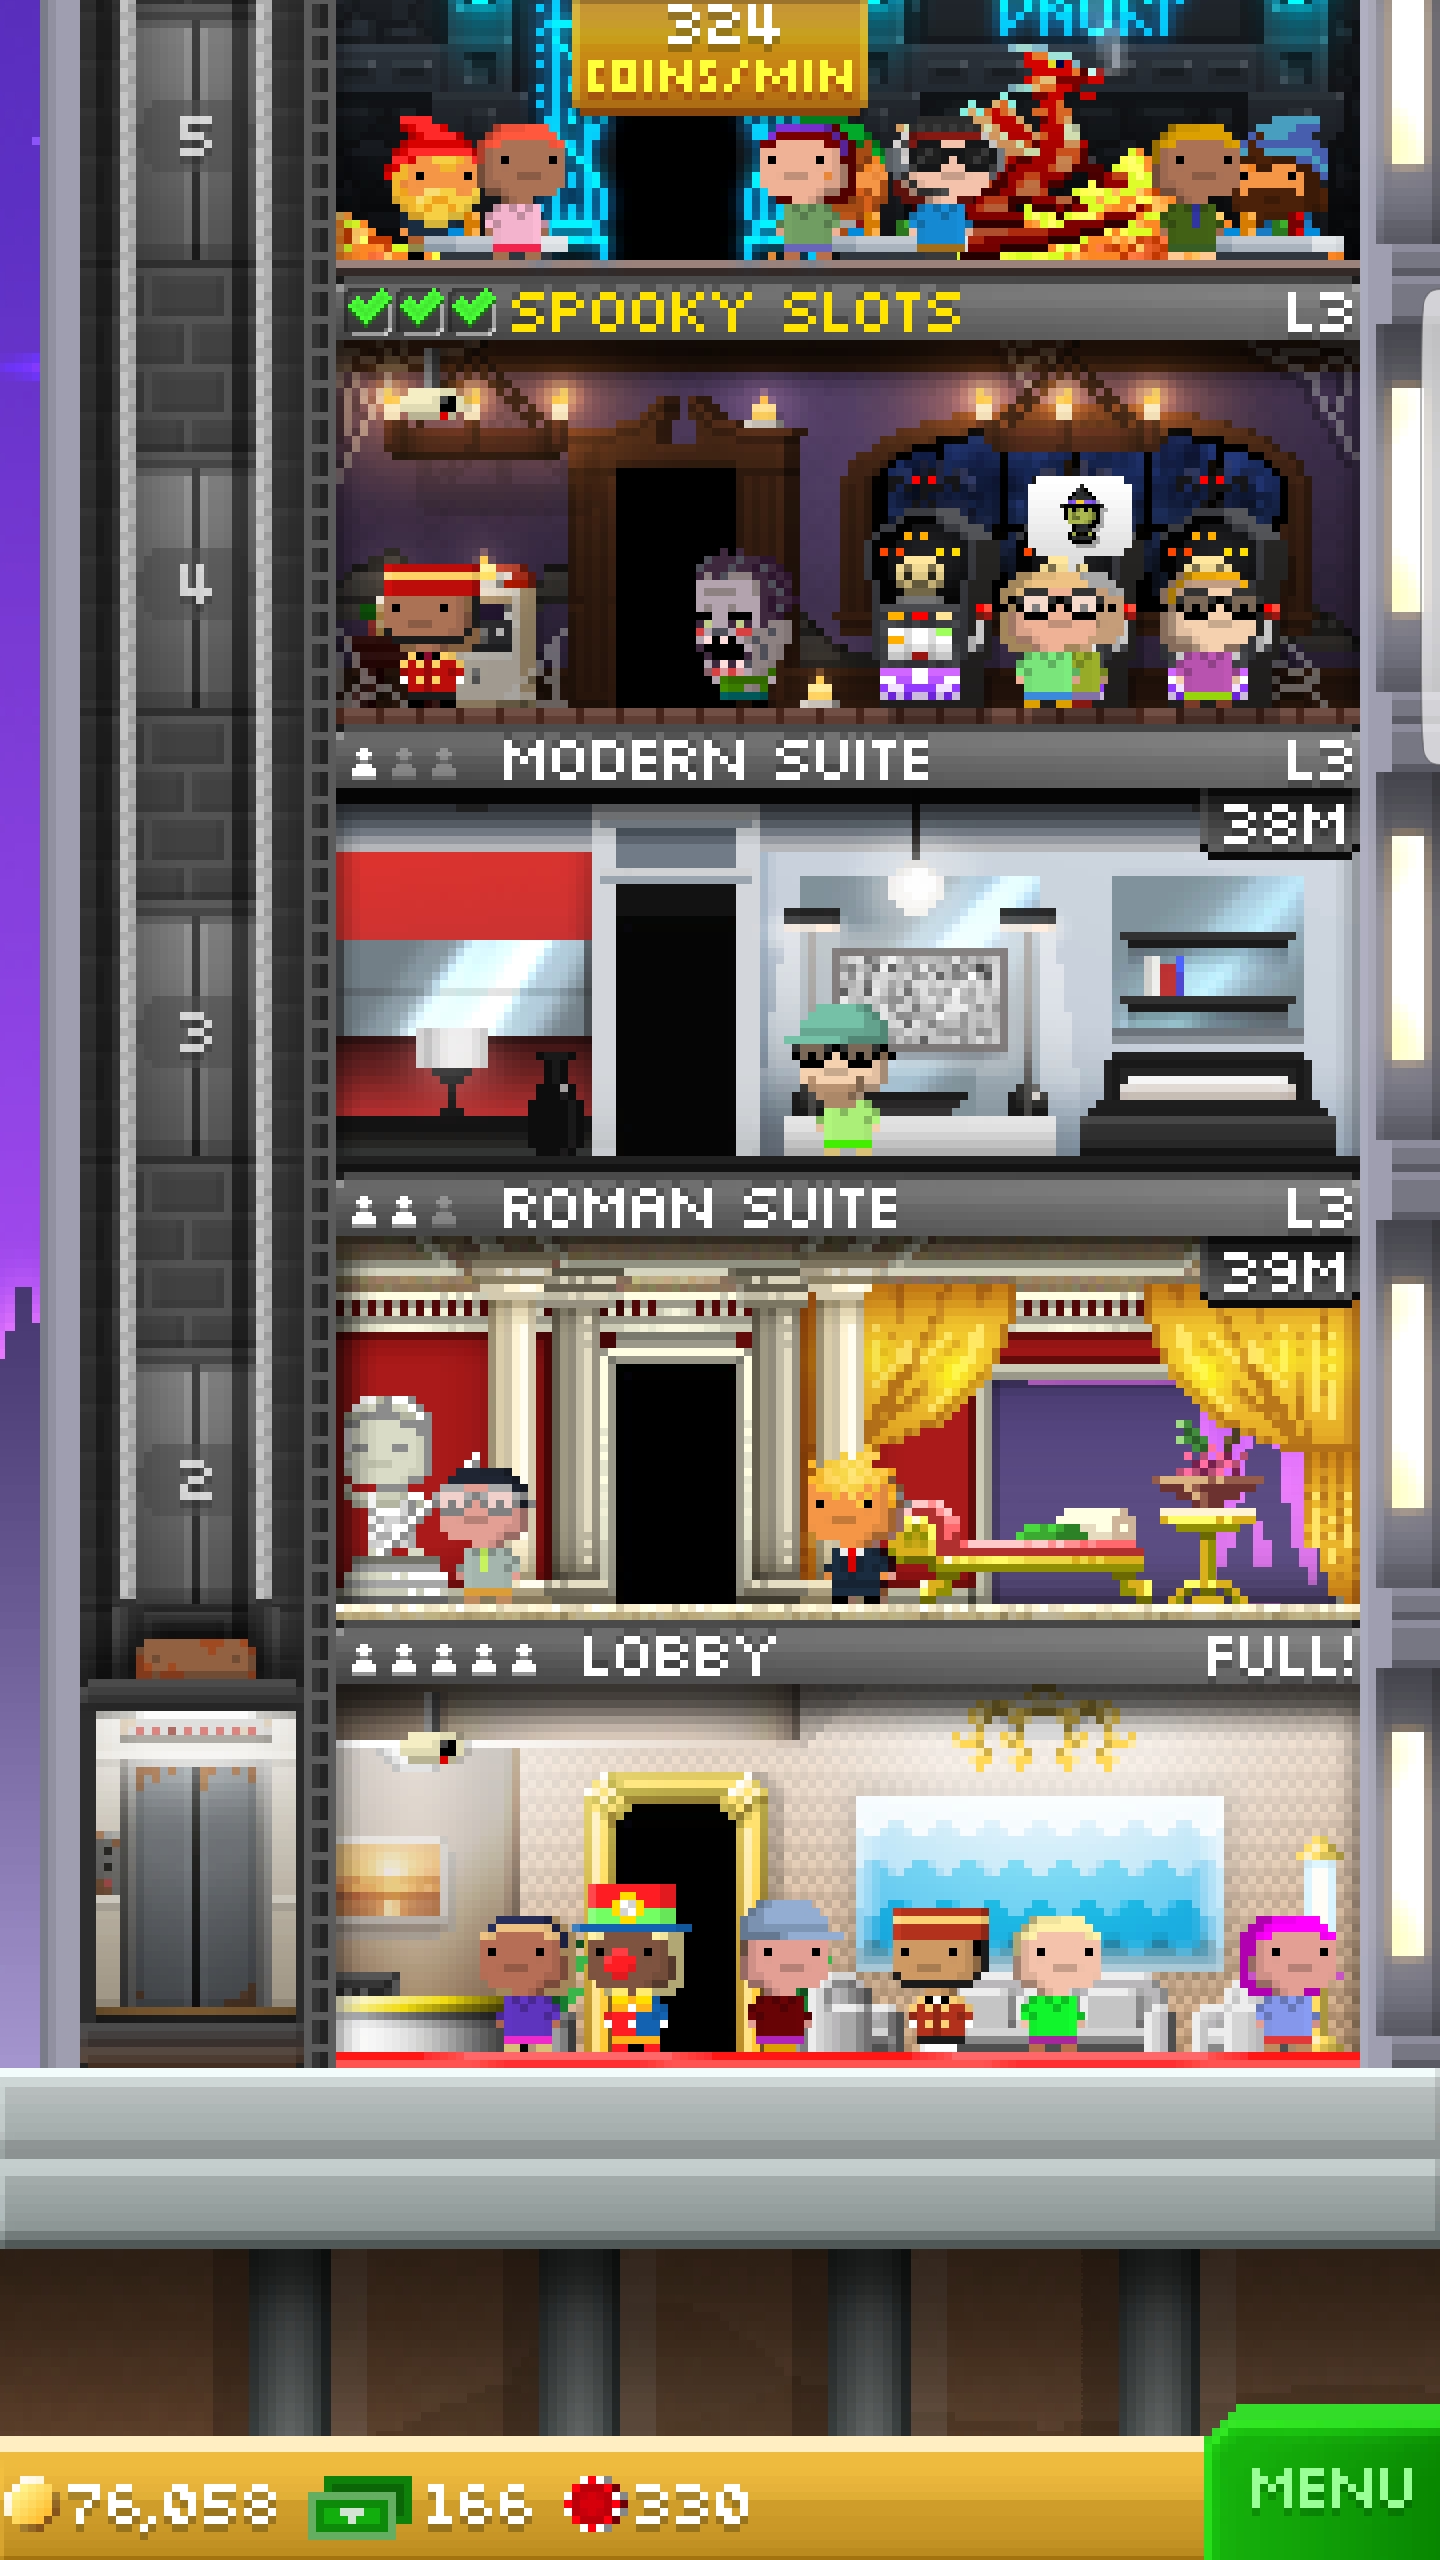 324
COINS/MIN
5
SPOOKY SLOTS L3
4
MODERN SUITE L3
38M
3
ROMAN SUITE L3
39M
2
LOBBY FULL!
76,058 166 330 MENU